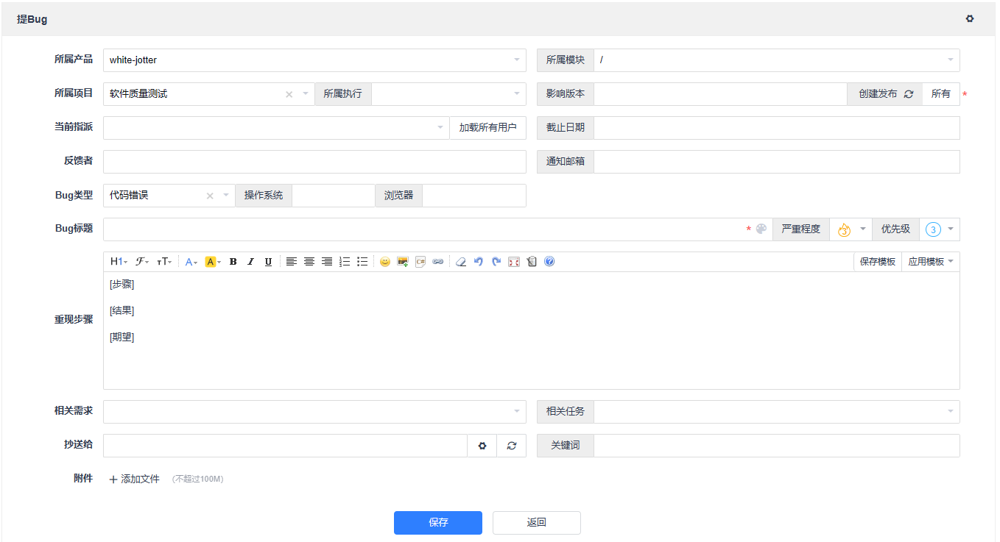 提Bug
所属产品 white-jotter 所属模块 /
所属项目 软件质量测试 × 所属执行 影响版本 创建发布 所有 *
当前指派 加载所有用户 截止日期
反馈者 通知邮箱
Bug类型 代码错误 × 操作系统 浏览器
Bug标题 * 严重程度 3 优先级 3
H1 F TT A A B I U C# 保存模板 应用模板
重现步骤
[步骤]
[结果]
[期望]
相关需求 相关任务
抄送给 关键词
附件 + 添加文件 (不超过100M)
保存 返回